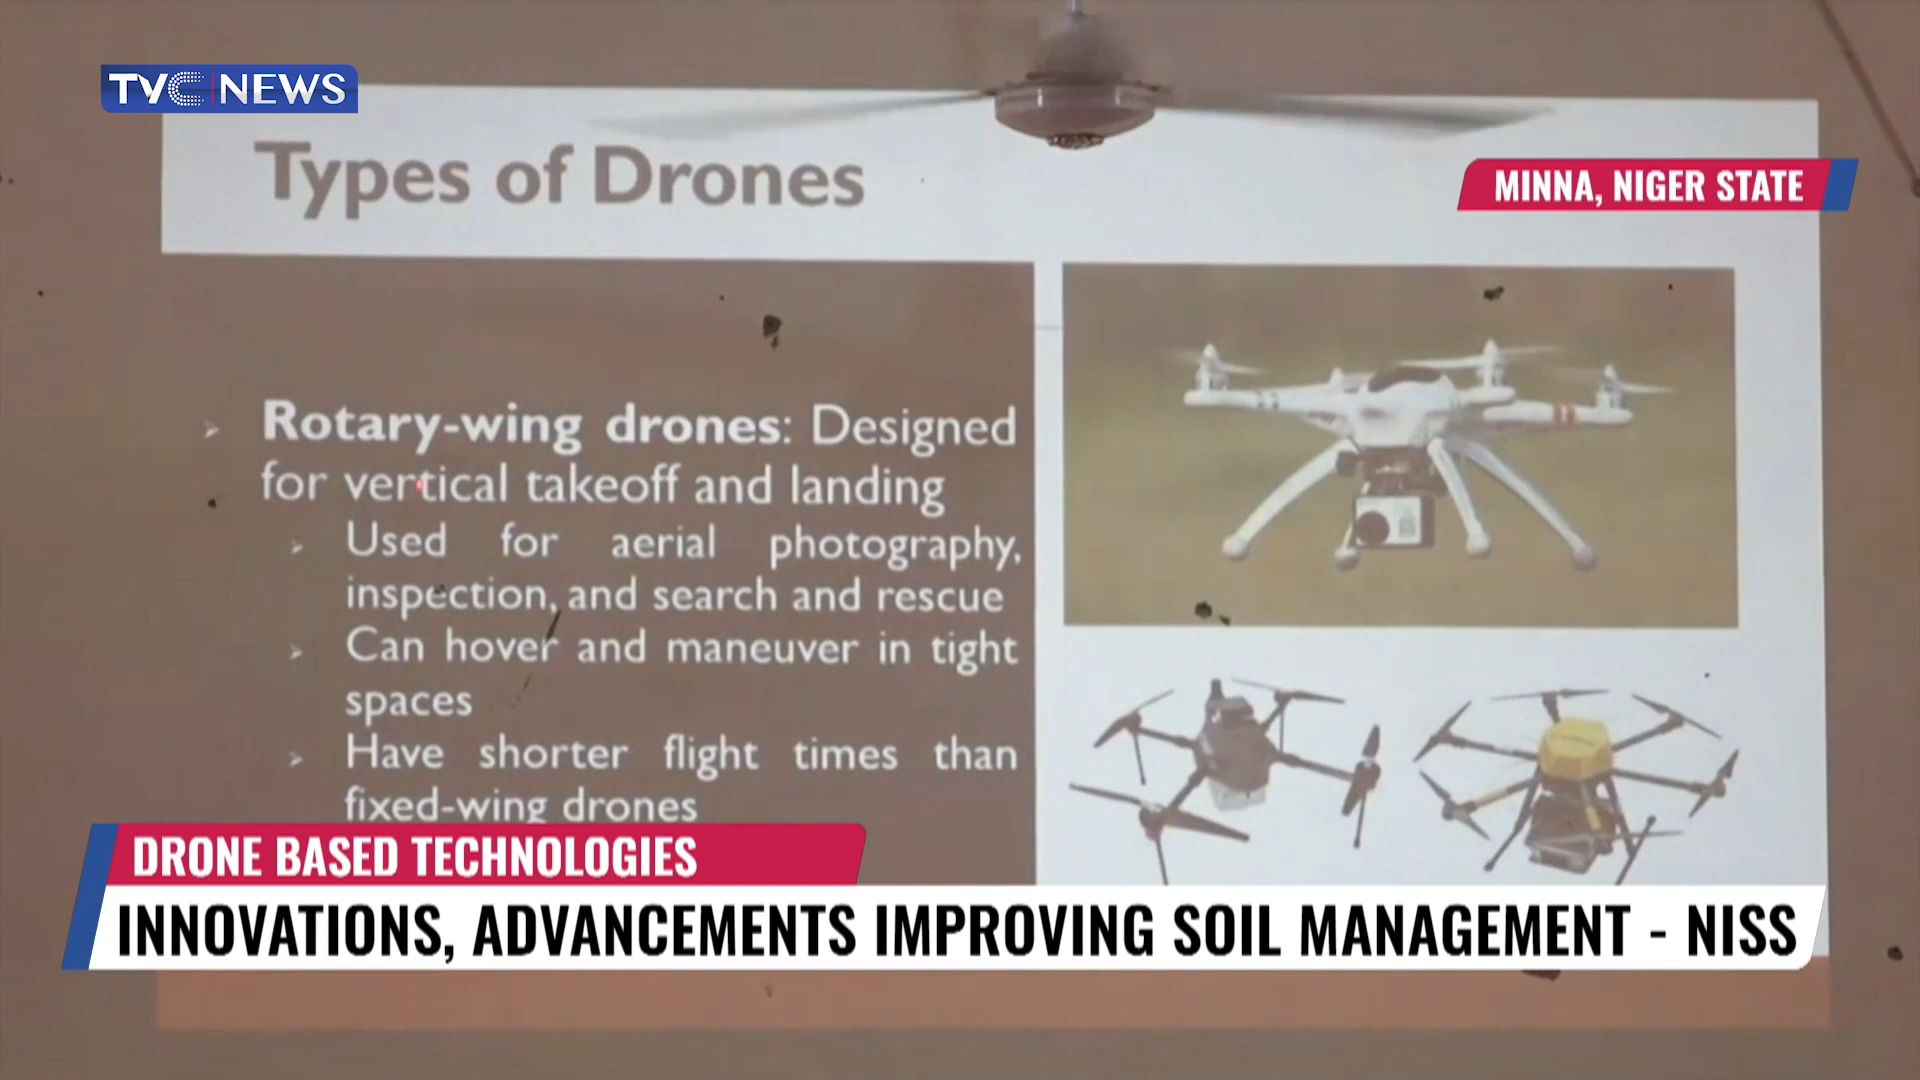 TVC NEWS
Types of Drones
MINNA, NIGER STATE
Rotary-wing drones: Designed
for vertical takeoff and landing
Used for aerial photography,
inspection, and search and rescue
Can hover and maneuver in tight
spaces
Have shorter flight times than
fixed-wing drones
DRONE BASED TECHNOLOGIES
INNOVATIONS, ADVANCEMENTS IMPROVING SOIL MANAGEMENT - NISS